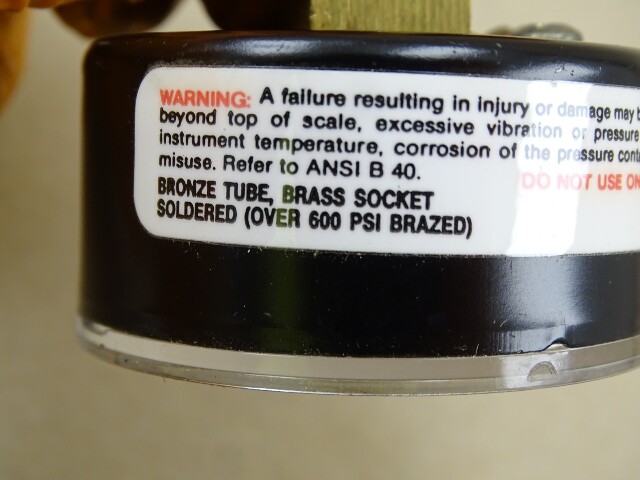 WARNING: A failure resulting in injury or damage may b
beyond top of scale, excessive vibration or pressure
instrument temperature, corrosion of the pressure conta
misuse. Refer to ANSI B 40.
DO NOT USE ON
BRONZE TUBE, BRASS SOCKET
SOLDERED (OVER 600 PSI BRAZED)